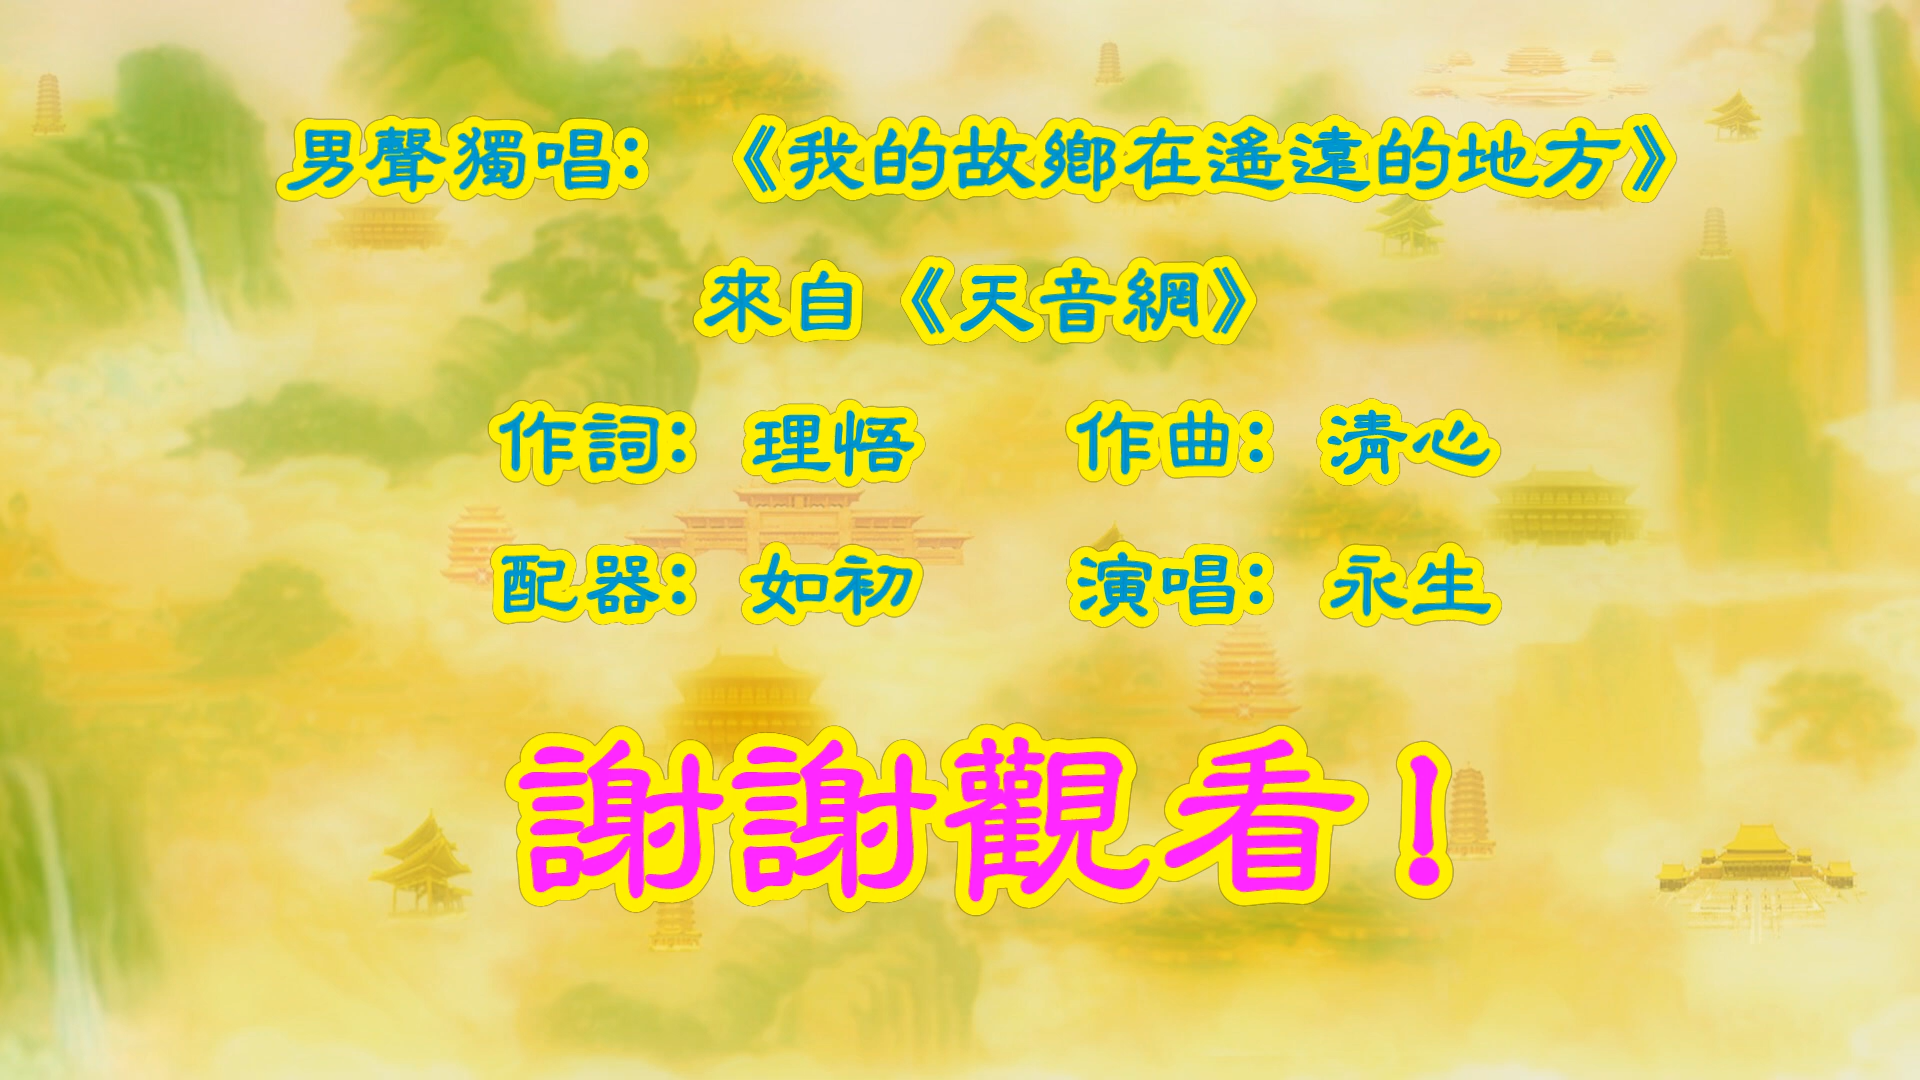 男聲獨唱：《我的故鄉在遙遠的地方》
來自《天音網》
作詞：理悟　　作曲：清心
配器：如初　　演唱：永生
謝謝觀看！